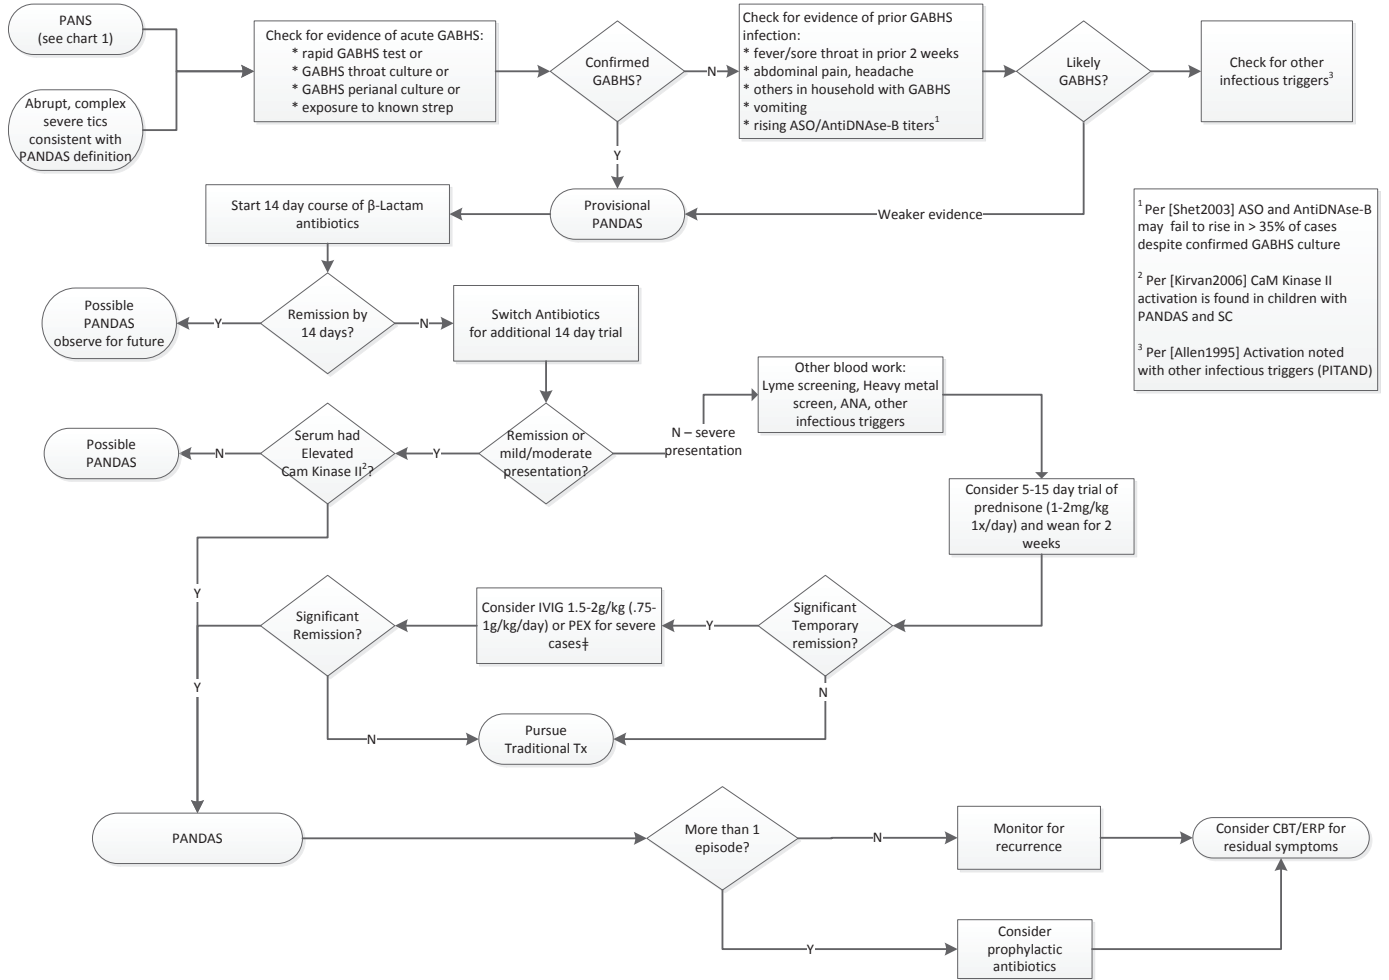 PANS
(see chart 1)
Abrupt, complex
severe tics
consistent with
PANDAS definition
Check for evidence of acute GABHS:
* rapid GABHS test or
* GABHS throat culture or
* GABHS perianal culture or
* exposure to known strep
Confirmed
GABHS?
N
Y
Check for evidence of prior GABHS
infection:
* fever/sore throat in prior 2 weeks
* abdominal pain, headache
* others in household with GABHS
* vomiting
* rising ASO/AntiDNAse-B titers¹
Likely
GABHS?
Check for other
infectious triggers³
Weaker evidence
Provisional
PANDAS
¹ Per [Shet2003] ASO and AntiDNAse-B
may fail to rise in > 35% of cases
despite confirmed GABHS culture
² Per [Kirvan2006] CaM Kinase II
activation is found in children with
PANDAS and SC
³ Per [Allen1995] Activation noted
with other infectious triggers (PITAND)
Start 14 day course of β-Lactam
antibiotics
Remission by
14 days?
Y
Possible
PANDAS
observe for future
N
Switch Antibiotics
for additional 14 day trial
Remission or
mild/moderate
presentation?
Y
Serum had
Elevated
Cam Kinase II²?
N
Possible
PANDAS
N – severe
presentation
Other blood work:
Lyme screening, Heavy metal
screen, ANA, other
infectious triggers
Consider 5-15 day trial of
prednisone (1-2mg/kg
1x/day) and wean for 2
weeks
Significant
Temporary
remission?
Y
N
Consider IVIG 1.5-2g/kg (.75-
1g/kg/day) or PEX for severe
cases‡
Significant
Remission?
Y
Y
N
Pursue
Traditional Tx
PANDAS
More than 1
episode?
N
Monitor for
recurrence
Consider CBT/ERP for
residual symptoms
Y
Consider
prophylactic
antibiotics